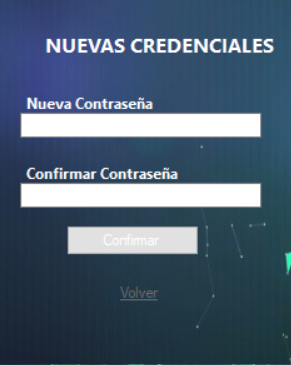 NUEVAS CREDENCIALES
Nueva Contraseña
Confirmar Contraseña
Confirmar
Volver